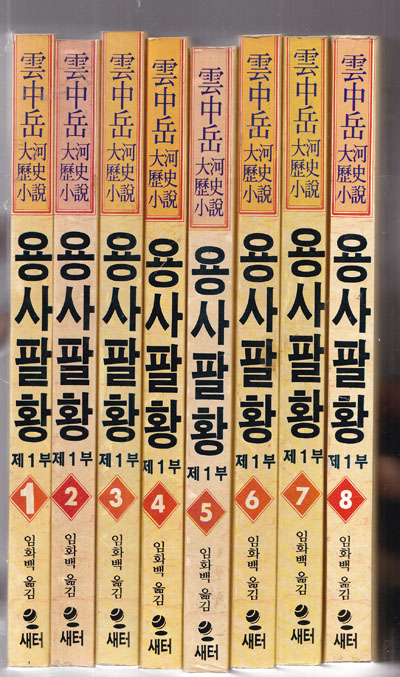 雲中岳
大河
歷史
小說
용사팔황
제1부
1
임화백 옮김
새터
雲中岳
大河
歷史
小說
용사팔황
제1부
2
임화백 옮김
새터
雲中岳
大河
歷史
小說
용사팔황
제1부
3
임화백 옮김
새터
雲中岳
大河
歷史
小說
용사팔황
제1부
4
임화백 옮김
새터
雲中岳
大河
歷史
小說
용사팔황
제1부
5
임화백 옮김
새터
雲中岳
大河
歷史
小說
용사팔황
제1부
6
임화백 옮김
새터
雲中岳
大河
歷史
小說
용사팔황
제1부
7
임화백 옮김
새터
雲中岳
大河
歷史
小說
용사팔황
제1부
8
임화백 옮김
새터